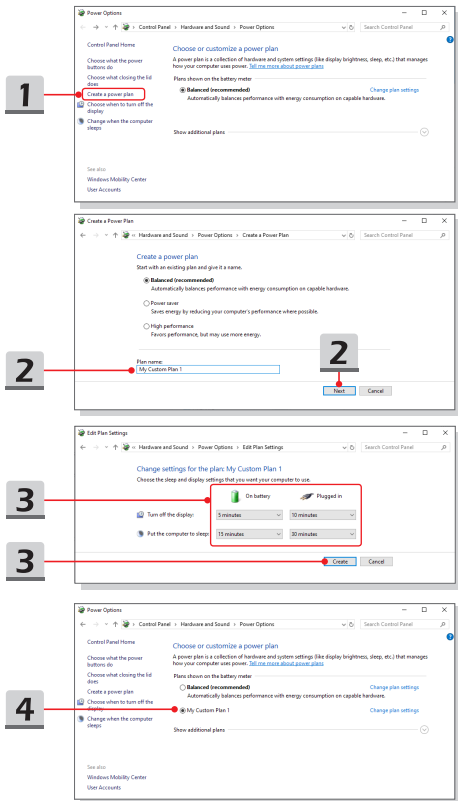 Power Options
Control Panel › Hardware and Sound › Power Options
Search Control Panel
Control Panel Home
Choose what the power
buttons do
Choose what closing the lid
does
Create a power plan
Choose when to turn off the
display
Change when the computer
sleeps
See also
Windows Mobility Center
User Accounts
Choose or customize a power plan
A power plan is a collection of hardware and system settings (like display brightness, sleep, etc.) that manages
how your computer uses power. Tell me more about power plans
Plans shown on the battery meter
Balanced (recommended) Change plan settings
Automatically balances performance with energy consumption on capable hardware.
Show additional plans
1
Create a Power Plan
« Hardware and Sound › Power Options › Create a Power Plan
Search Control Panel
Create a power plan
Start with an existing plan and give it a name.
Balanced (recommended)
Automatically balances performance with energy consumption on capable hardware.
Power saver
Saves energy by reducing your computer's performance where possible.
High performance
Favors performance, but may use more energy.
Plan name:
My Custom Plan 1
2
2
Next Cancel
Edit Plan Settings
« Hardware and Sound › Power Options › Edit Plan Settings
Search Control Panel
Change settings for the plan: My Custom Plan 1
Choose the sleep and display settings that you want your computer to use.
On battery Plugged in
Turn off the display: 5 minutes 10 minutes
Put the computer to sleep: 15 minutes 30 minutes
3
3
Create Cancel
Power Options
Control Panel › Hardware and Sound › Power Options
Search Control Panel
Control Panel Home
Choose what the power
buttons do
Choose what closing the lid
does
Create a power plan
Choose when to turn off the
display
Change when the computer
sleeps
See also
Windows Mobility Center
User Accounts
Choose or customize a power plan
A power plan is a collection of hardware and system settings (like display brightness, sleep, etc.) that manages
how your computer uses power. Tell me more about power plans
Plans shown on the battery meter
Balanced (recommended) Change plan settings
Automatically balances performance with energy consumption on capable hardware.
My Custom Plan 1 Change plan settings
Show additional plans
4